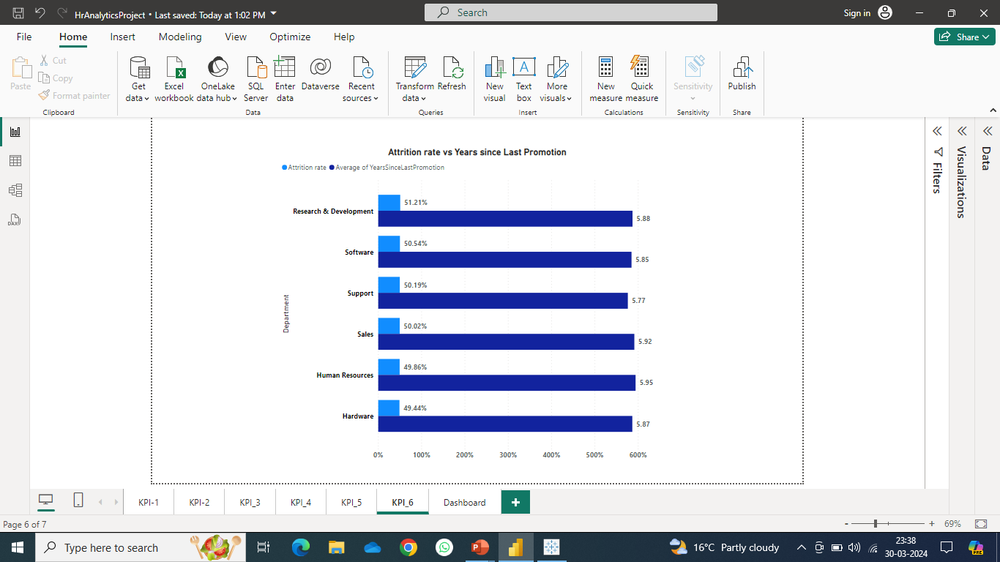 HrAnalyticsProject • Last saved: Today at 1:02 PM
Search
Sign in
File Home Insert Modeling View Optimize Help
Share
Paste
Cut
Copy
Format painter
Clipboard
Get data
Excel workbook
OneLake data hub
SQL Server
Enter data
Dataverse
Recent sources
Data
Transform data
Refresh
Queries
New visual
Text box
More visuals
Insert
New measure
Quick measure
Calculations
Sensitivity
Sensitivity
Publish
Share
DAX
Attrition rate vs Years since Last Promotion
Attrition rate Average of YearsSinceLastPromotion
Department
Research & Development 51.21% 5.88
Software 50.54% 5.85
Support 50.19% 5.77
Sales 50.02% 5.92
Human Resources 49.86% 5.95
Hardware 49.44% 5.87
0% 100% 200% 300% 400% 500% 600%
Filters
Visualizations
Data
KPI-1 KPI-2 KPI_3 KPI_4 KPI_5 KPI_6 Dashboard +
Page 6 of 7
- + 69%
Type here to search
16°C Partly cloudy
23:38
30-03-2024
PRE